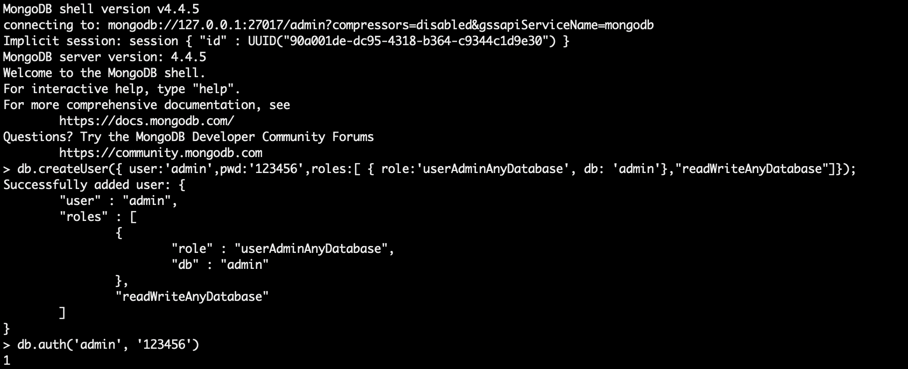 MongoDB shell version v4.4.5
connecting to: mongodb://127.0.0.1:27017/admin?compressors=disabled&gssapiServiceName=mongodb
Implicit session: session { "id" : UUID("90a001de-dc95-4318-b364-c9344c1d9e30") }
MongoDB server version: 4.4.5
Welcome to the MongoDB shell.
For interactive help, type "help".
For more comprehensive documentation, see
        https://docs.mongodb.com/
Questions? Try the MongoDB Developer Community Forums
        https://community.mongodb.com
> db.createUser({ user:'admin',pwd:'123456',roles:[ { role:'userAdminAnyDatabase', db: 'admin'},"readWriteAnyDatabase"]});
Successfully added user: {
        "user" : "admin",
        "roles" : [
                {
                        "role" : "userAdminAnyDatabase",
                        "db" : "admin"
                },
                "readWriteAnyDatabase"
        ]
}
> db.auth('admin', '123456')
1